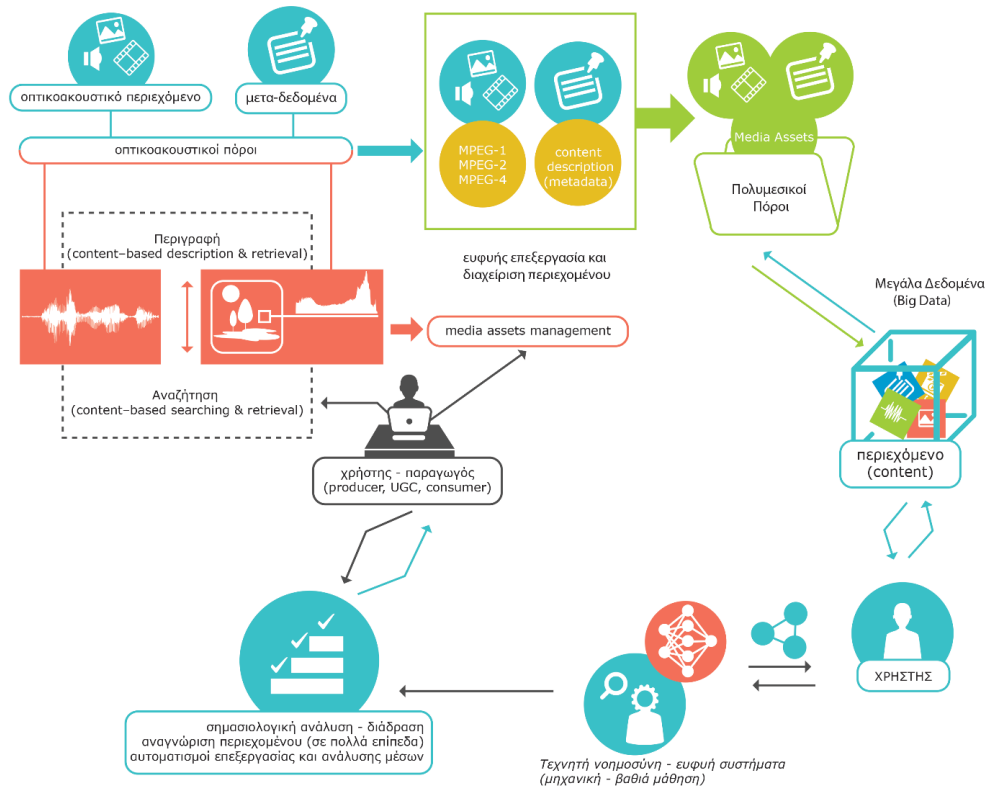 οπτικοακουστικό περιεχόμενο
μετα-δεδομένα
οπτικοακουστικοί πόροι
MPEG-1
MPEG-2
MPEG-4
content
description
(metadata)
Media Assets
Πολυμεσικοί
Πόροι
Περιγραφή
(content–based description & retrieval)
ευφυής επεξεργασία και
διαχείριση περιεχομένου
Μεγάλα Δεδομένα
(Big Data)
media assets management
Αναζήτηση
(content–based searching & retrieval)
περιεχόμενο
(content)
χρήστης - παραγωγός
(producer, UGC, consumer)
ΧΡΗΣΤΗΣ
σημασιολογική ανάλυση - διάδραση
αναγνώριση περιεχομένου (σε πολλά επίπεδα)
αυτοματισμοί επεξεργασίας και ανάλυσης μέσων
Τεχνητή νοημοσύνη - ευφυή συστήματα
(μηχανική - βαθιά μάθηση)